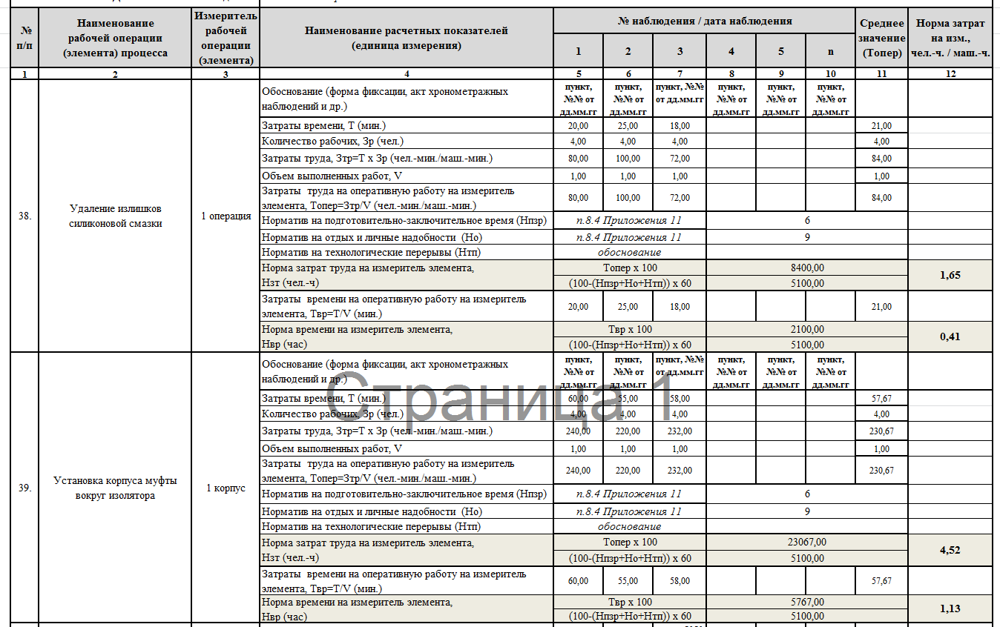 № п/п
Наименование рабочей операции (элемента) процесса
Измеритель рабочей операции (элемента)
Наименование расчетных показателей (единица измерения)
№ наблюдения / дата наблюдения
1 2 3 4 5 n
Среднее значение (Топер)
Норма затрат на изм., чел.-ч. / маш.-ч.
1 2 3 4 5 6 7 8 9 10 11 12
38.
Удаление излишков силиконовой смазки
1 операция
Обоснование (форма фиксации, акт хронометражных наблюдений и др.) пункт, №№ от дд.мм.гг пункт, №№ от дд.мм.гг пункт, №№ от дд.мм.гг пункт, №№ от дд.мм.гг пункт, №№ от дд.мм.гг пункт, №№ от дд.мм.гг
Затраты времени, Т (мин.) 20,00 25,00 18,00 21,00
Количество рабочих, Зр (чел.) 4,00 4,00 4,00 4,00
Затраты труда, Зтр=Т х Зр (чел.-мин./маш.-мин.) 80,00 100,00 72,00 84,00
Объем выполненных работ, V 1,00 1,00 1,00 1,00
Затраты труда на оперативную работу на измеритель элемента, Топер=Зтр/V (чел.-мин./маш.-мин.) 80,00 100,00 72,00 84,00
Норматив на подготовительно-заключительное время (Нпзр) п.8.4 Приложения 11 6
Норматив на отдых и личные надобности (Но) п.8.4 Приложения 11 9
Норматив на технологические перерывы (Нтп) обоснование
Норма затрат труда на измеритель элемента, Топер х 100 8400,00
Нзт (чел.-ч) (100-(Нпзр+Но+Нтп)) х 60 5100,00
1,65
Затраты времени на оперативную работу на измеритель элемента, Твр=Т/V (мин.) 20,00 25,00 18,00 21,00
Норма времени на измеритель элемента, Твр х 100 2100,00
Нвр (час) (100-(Нпзр+Но+Нтп)) х 60 5100,00
0,41
39.
Установка корпуса муфты вокруг изолятора
1 корпус
Обоснование (форма фиксации, акт хронометражных наблюдений и др.) пункт, №№ от дд.мм.гг пункт, №№ от дд.мм.гг пункт, №№ от дд.мм.гг пункт, №№ от дд.мм.гг пункт, №№ от дд.мм.гг пункт, №№ от дд.мм.гг
Страница 1
Затраты времени, Т (мин.) 60,00 55,00 58,00 57,67
Количество рабочих, Зр (чел.) 4,00 4,00 4,00 4,00
Затраты труда, Зтр=Т х Зр (чел.-мин./маш.-мин.) 240,00 220,00 232,00 230,67
Объем выполненных работ, V 1,00 1,00 1,00 1,00
Затраты труда на оперативную работу на измеритель элемента, Топер=Зтр/V (чел.-мин./маш.-мин.) 240,00 220,00 232,00 230,67
Норматив на подготовительно-заключительное время (Нпзр) п.8.4 Приложения 11 6
Норматив на отдых и личные надобности (Но) п.8.4 Приложения 11 9
Норматив на технологические перерывы (Нтп) обоснование
Норма затрат труда на измеритель элемента, Топер х 100 23067,00
Нзт (чел.-ч) (100-(Нпзр+Но+Нтп)) х 60 5100,00
4,52
Затраты времени на оперативную работу на измеритель элемента, Твр=Т/V (мин.) 60,00 55,00 58,00 57,67
Норма времени на измеритель элемента, Твр х 100 5767,00
Нвр (час) (100-(Нпзр+Но+Нтп)) х 60 5100,00
1,13